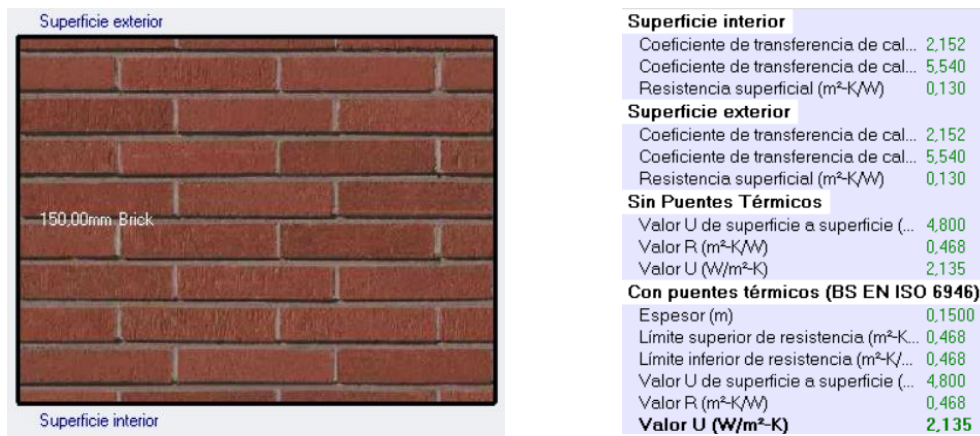 Superficie exterior
150,00mm Brick
Superficie interior
Superficie interior
Coeficiente de transferencia de cal... 2,152
Coeficiente de transferencia de cal... 5,540
Resistencia superficial (m²-K/W) 0,130
Superficie exterior
Coeficiente de transferencia de cal... 2,152
Coeficiente de transferencia de cal... 5,540
Resistencia superficial (m²-K/W) 0,130
Sin Puentes Térmicos
Valor U de superficie a superficie (... 4,800
Valor R (m²-K/W) 0,468
Valor U (W/m²-K) 2,135
Con puentes térmicos (BS EN ISO 6946)
Espesor (m) 0,1500
Límite superior de resistencia (m²-K... 0,468
Límite inferior de resistencia (m²-K/... 0,468
Valor U de superficie a superficie (... 4,800
Valor R (m²-K/W) 0,468
Valor U (W/m²-K) 2,135